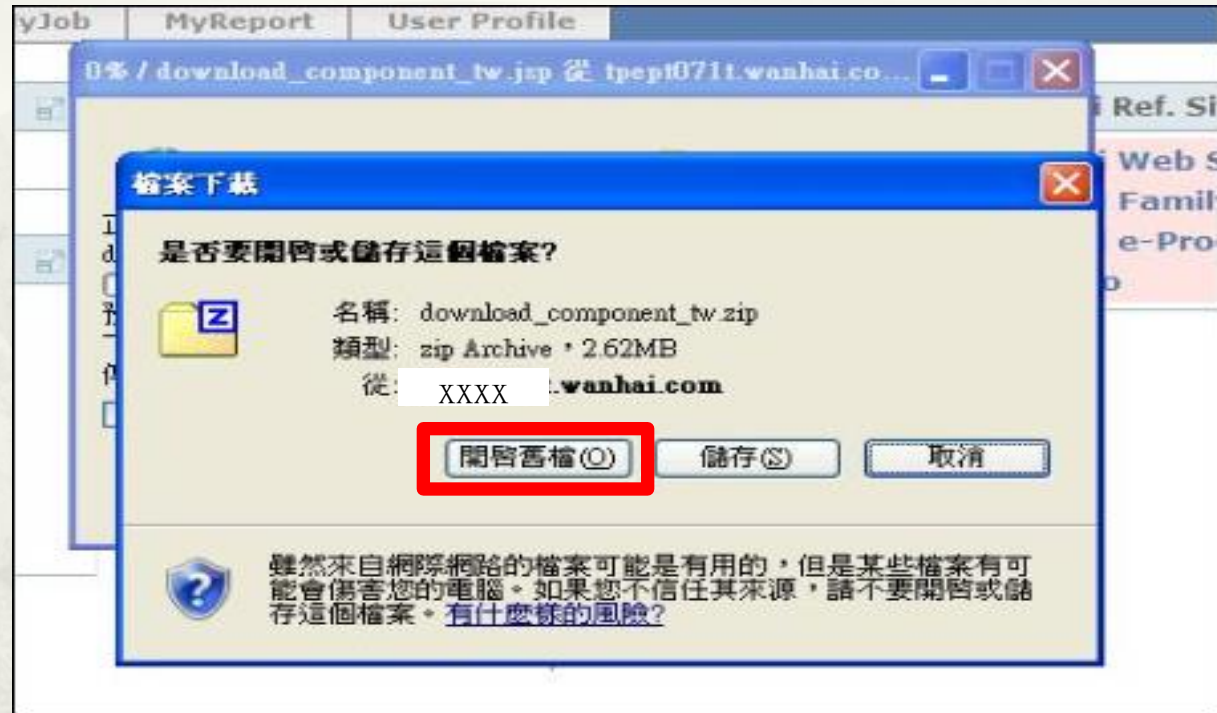 yJob MyReport User Profile
0% / download_component_tw.jsp 從 tpept071t.wanhai.co...
i Ref. Si
Web S
Famil
e-Pro
檔案下載
是否要開啟或儲存這個檔案?
名稱: download_component_tw.zip
類型: zip Archive，2.62MB
從: XXXX t.wanhai.com
開啟舊檔(O) 儲存(S) 取消
雖然來自網際網路的檔案可能是有用的，但是某些檔案有可
能會傷害您的電腦。如果您不信任其來源，請不要開啟或儲
存這個檔案。有什麼樣的風險?